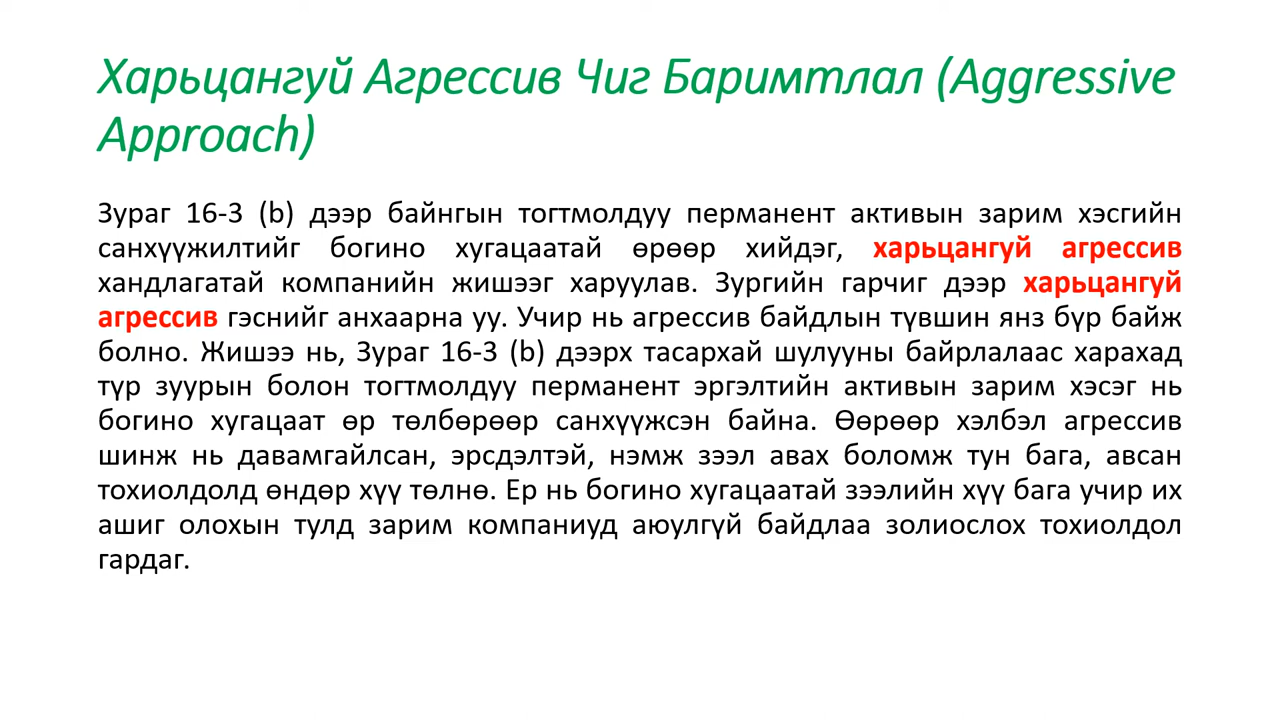 Харьцангуй Агрессив Чиг Баримтлал (Aggressive
Approach)
Зураг 16-3 (b) дээр байнгын тогтмолдуу перманент активын зарим хэсгийн
санхүүжилтийг богино хугацаатай өрөөр хийдэг, харьцангуй агрессив
хандлагатай компанийн жишээг харуулав. Зургийн гарчиг дээр харьцангуй
агрессив гэснийг анхаарна уу. Учир нь агрессив байдлын түвшин янз бүр байж
болно. Жишээ нь, Зураг 16-3 (b) дээрх тасархай шулууны байрлалаас харахад
түр зуурын болон тогтмолдуу перманент эргэлтийн активын зарим хэсэг нь
богино хугацаат өр төлбөрөөр санхүүжсэн байна. Өөрөөр хэлбэл агрессив
шинж нь давамгайлсан, эрсдэлтэй, нэмж зээл авах боломж тун бага, авсан
тохиолдолд өндөр хүү төлнө. Ер нь богино хугацаатай зээлийн хүү бага учир их
ашиг олохын тулд зарим компаниуд аюулгүй байдлаа золиослох тохиолдол
гардаг.